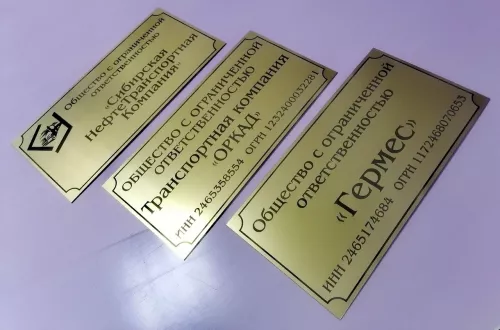 Общество с ограниченной
ответственностью
«Сибирская
Нефтетранспортная
Компания»
ОБЩЕСТВО С ОГРАНИЧЕННОЙ
ОТВЕТСТВЕННОСТЬЮ
Транспортная компания
«ОРКАД»
ИНН 2465358554 ОГРН 1232400032281
Общество с ограниченной
ответственностью
«Гермес»
ИНН 2465174684 ОГРН 1172468070653